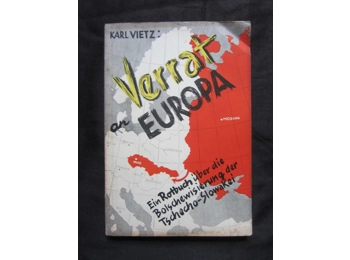 KARL VIETZ:
Verrat
an EUROPA
Ein Rotbuch über die
Bolschewisierung der
Tschecho-Slowakei